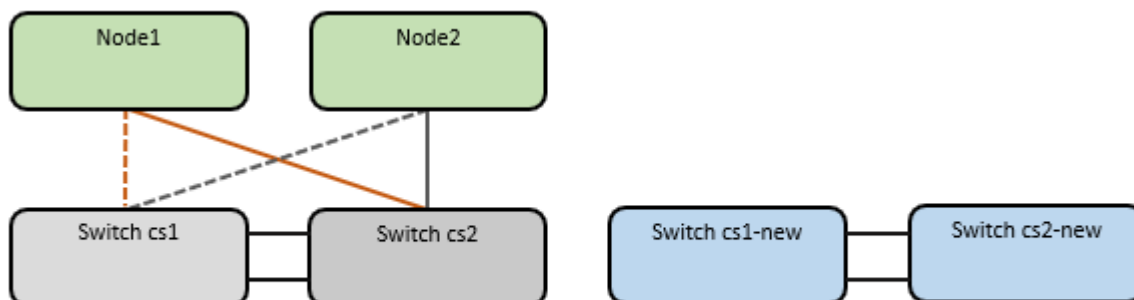 Node1
Node2
Switch cs1
Switch cs2
Switch cs1-new
Switch cs2-new